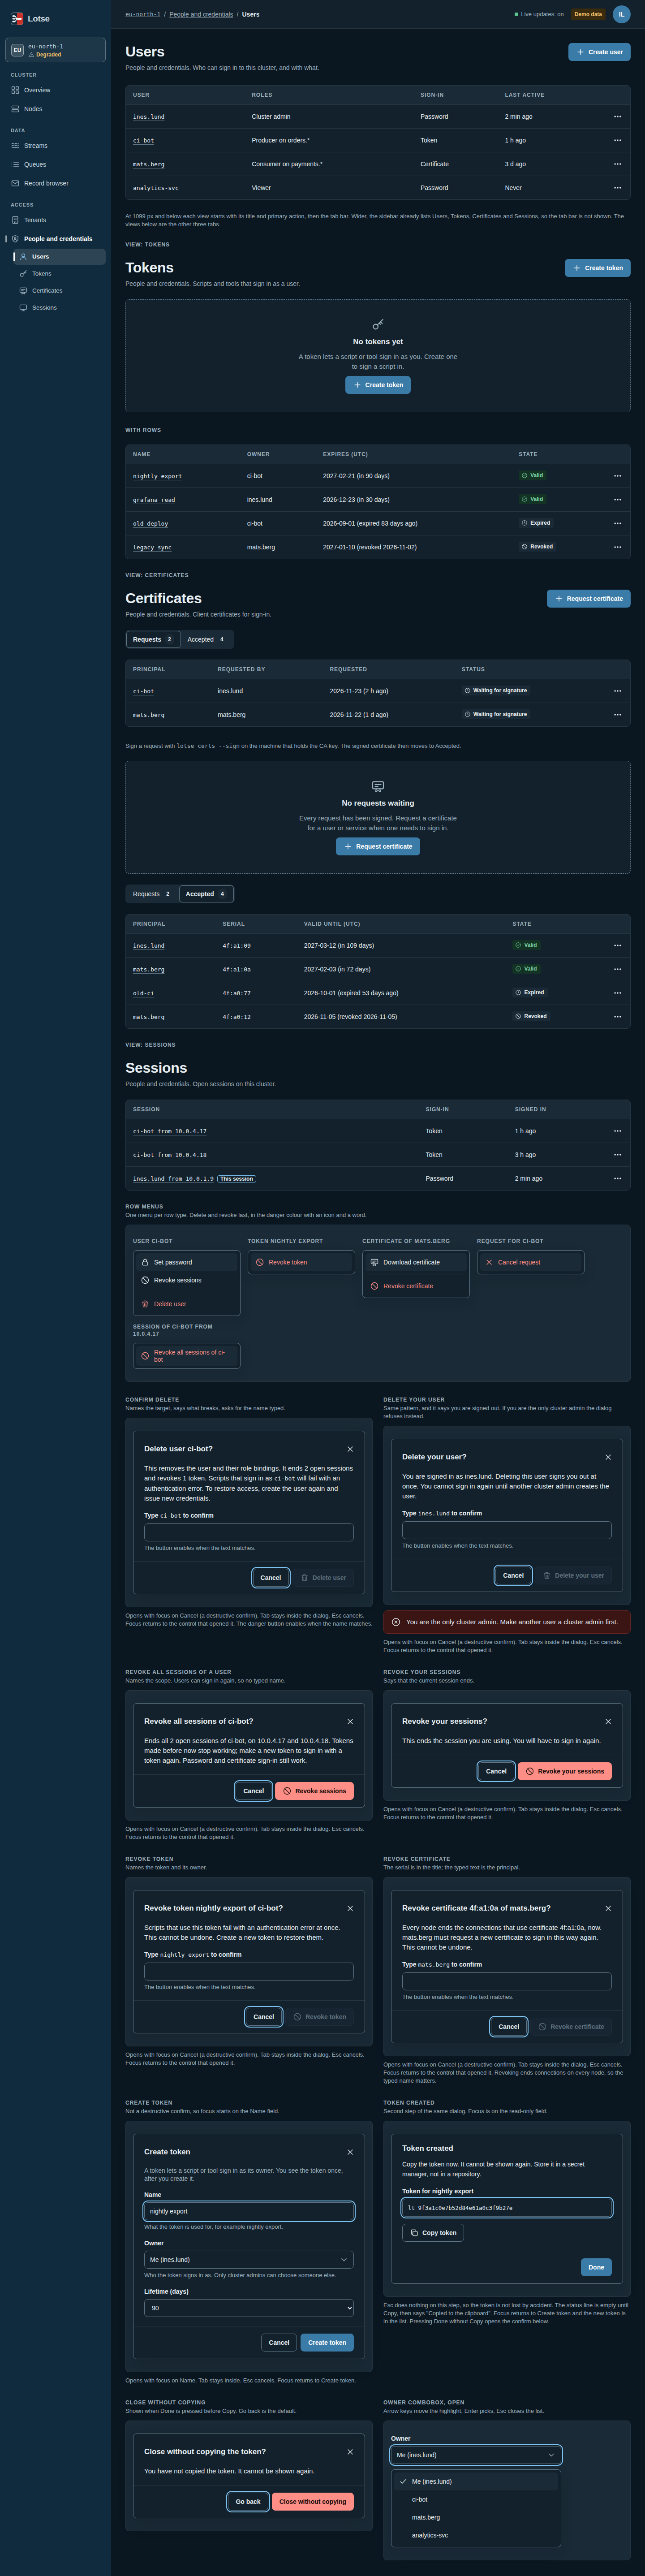 Lotse
EU
eu-north-1
Degraded
CLUSTER
Overview
Nodes
DATA
Streams
Queues
Record browser
ACCESS
Tenants
People and credentials
Users
Tokens
Certificates
Sessions
eu-north-1 / People and credentials / Users
Live updates: on
Demo data
IL
Users
People and credentials. Who can sign in to this cluster, and with what.
Create user
USER ROLES SIGN-IN LAST ACTIVE
ines.lund Cluster admin Password 2 min ago
ci-bot Producer on orders.* Token 1 h ago
mats.berg Consumer on payments.* Certificate 3 d ago
analytics-svc Viewer Password Never
At 1099 px and below each view starts with its title and primary action, then the tab bar. Wider, the sidebar already lists Users, Tokens, Certificates and Sessions, so the tab bar is not shown. The
views below are the other three tabs.
VIEW: TOKENS
Tokens
People and credentials. Scripts and tools that sign in as a user.
Create token
No tokens yet
A token lets a script or tool sign in as you. Create one
to sign a script in.
Create token
WITH ROWS
NAME OWNER EXPIRES (UTC) STATE
nightly export ci-bot 2027-02-21 (in 90 days) Valid
grafana read ines.lund 2026-12-23 (in 30 days) Valid
old deploy ci-bot 2026-09-01 (expired 83 days ago) Expired
legacy sync mats.berg 2027-01-10 (revoked 2026-11-02) Revoked
VIEW: CERTIFICATES
Certificates
People and credentials. Client certificates for sign-in.
Request certificate
Requests 2 Accepted 4
PRINCIPAL REQUESTED BY REQUESTED STATUS
ci-bot ines.lund 2026-11-23 (2 h ago) Waiting for signature
mats.berg mats.berg 2026-11-22 (1 d ago) Waiting for signature
Sign a request with lotse certs --sign on the machine that holds the CA key. The signed certificate then moves to Accepted.
No requests waiting
Every request has been signed. Request a certificate
for a user or service when one needs to sign in.
Request certificate
Requests 2 Accepted 4
PRINCIPAL SERIAL VALID UNTIL (UTC) STATE
ines.lund 4f:a1:09 2027-03-12 (in 109 days) Valid
mats.berg 4f:a1:0a 2027-02-03 (in 72 days) Valid
old-ci 4f:a0:77 2026-10-01 (expired 53 days ago) Expired
mats.berg 4f:a0:12 2026-11-05 (revoked 2026-11-05) Revoked
VIEW: SESSIONS
Sessions
People and credentials. Open sessions on this cluster.
SESSION SIGN-IN SIGNED IN
ci-bot from 10.0.4.17 Token 1 h ago
ci-bot from 10.0.4.18 Token 3 h ago
ines.lund from 10.0.1.9 This session Password 2 min ago
ROW MENUS
One menu per row type. Delete and revoke last, in the danger colour with an icon and a word.
USER CI-BOT
Set password
Revoke sessions
Delete user
TOKEN NIGHTLY EXPORT
Revoke token
CERTIFICATE OF MATS.BERG
Download certificate
Revoke certificate
REQUEST FOR CI-BOT
Cancel request
SESSION OF CI-BOT FROM
10.0.4.17
Revoke all sessions of ci-
bot
CONFIRM DELETE
Names the target, says what breaks, asks for the name typed.
Delete user ci-bot?
This removes the user and their role bindings. It ends 2 open sessions
and revokes 1 token. Scripts that sign in as ci-bot will fail with an
authentication error. To restore access, create the user again and
issue new credentials.
Type ci-bot to confirm
The button enables when the text matches.
Cancel Delete user
Opens with focus on Cancel (a destructive confirm). Tab stays inside the dialog. Esc cancels.
Focus returns to the control that opened it. The danger button enables when the name matches.
DELETE YOUR USER
Same pattern, and it says you are signed out. If you are the only cluster admin the dialog
refuses instead.
Delete your user?
You are signed in as ines.lund. Deleting this user signs you out at
once. You cannot sign in again until another cluster admin creates the
user.
Type ines.lund to confirm
The button enables when the text matches.
Cancel Delete your user
You are the only cluster admin. Make another user a cluster admin first.
Opens with focus on Cancel (a destructive confirm). Tab stays inside the dialog. Esc cancels.
Focus returns to the control that opened it.
REVOKE ALL SESSIONS OF A USER
Names the scope. Users can sign in again, so no typed name.
Revoke all sessions of ci-bot?
Ends all 2 open sessions of ci-bot, on 10.0.4.17 and 10.0.4.18. Tokens
made before now stop working; make a new token to sign in with a
token again. Password and certificate sign-in still work.
Cancel Revoke sessions
Opens with focus on Cancel (a destructive confirm). Tab stays inside the dialog. Esc cancels.
Focus returns to the control that opened it.
REVOKE YOUR SESSIONS
Says that the current session ends.
Revoke your sessions?
This ends the session you are using. You will have to sign in again.
Cancel Revoke your sessions
Opens with focus on Cancel (a destructive confirm). Tab stays inside the dialog. Esc cancels.
Focus returns to the control that opened it.
REVOKE TOKEN
Names the token and its owner.
Revoke token nightly export of ci-bot?
Scripts that use this token fail with an authentication error at once.
This cannot be undone. Create a new token to restore them.
Type nightly export to confirm
The button enables when the text matches.
Cancel Revoke token
Opens with focus on Cancel (a destructive confirm). Tab stays inside the dialog. Esc cancels.
Focus returns to the control that opened it.
REVOKE CERTIFICATE
The serial is in the title; the typed text is the principal.
Revoke certificate 4f:a1:0a of mats.berg?
Every node ends the connections that use certificate 4f:a1:0a, now.
mats.berg must request a new certificate to sign in this way again.
This cannot be undone.
Type mats.berg to confirm
The button enables when the text matches.
Cancel Revoke certificate
Opens with focus on Cancel (a destructive confirm). Tab stays inside the dialog. Esc cancels.
Focus returns to the control that opened it. Revoking ends connections on every node, so the
typed name matters.
CREATE TOKEN
Not a destructive confirm, so focus starts on the Name field.
Create token
A token lets a script or tool sign in as its owner. You see the token once,
after you create it.
Name
nightly export
What the token is used for, for example nightly export.
Owner
Me (ines.lund)
Who the token signs in as. Only cluster admins can choose someone else.
Lifetime (days)
90
Cancel Create token
Opens with focus on Name. Tab stays inside. Esc cancels. Focus returns to Create token.
TOKEN CREATED
Second step of the same dialog. Focus is on the read-only field.
Token created
Copy the token now. It cannot be shown again. Store it in a secret
manager, not in a repository.
Token for nightly export
lt_9f3a1c0e7b52d84e61a0c3f9b27e
Copy token
Done
Esc does nothing on this step, so the token is not lost by accident. The status line is empty until
Copy, then says "Copied to the clipboard". Focus returns to Create token and the new token is
in the list. Pressing Done without Copy opens the confirm below.
CLOSE WITHOUT COPYING
Shown when Done is pressed before Copy. Go back is the default.
Close without copying the token?
You have not copied the token. It cannot be shown again.
Go back Close without copying
OWNER COMBOBOX, OPEN
Arrow keys move the highlight, Enter picks, Esc closes the list.
Owner
Me (ines.lund)
Me (ines.lund)
ci-bot
mats.berg
analytics-svc